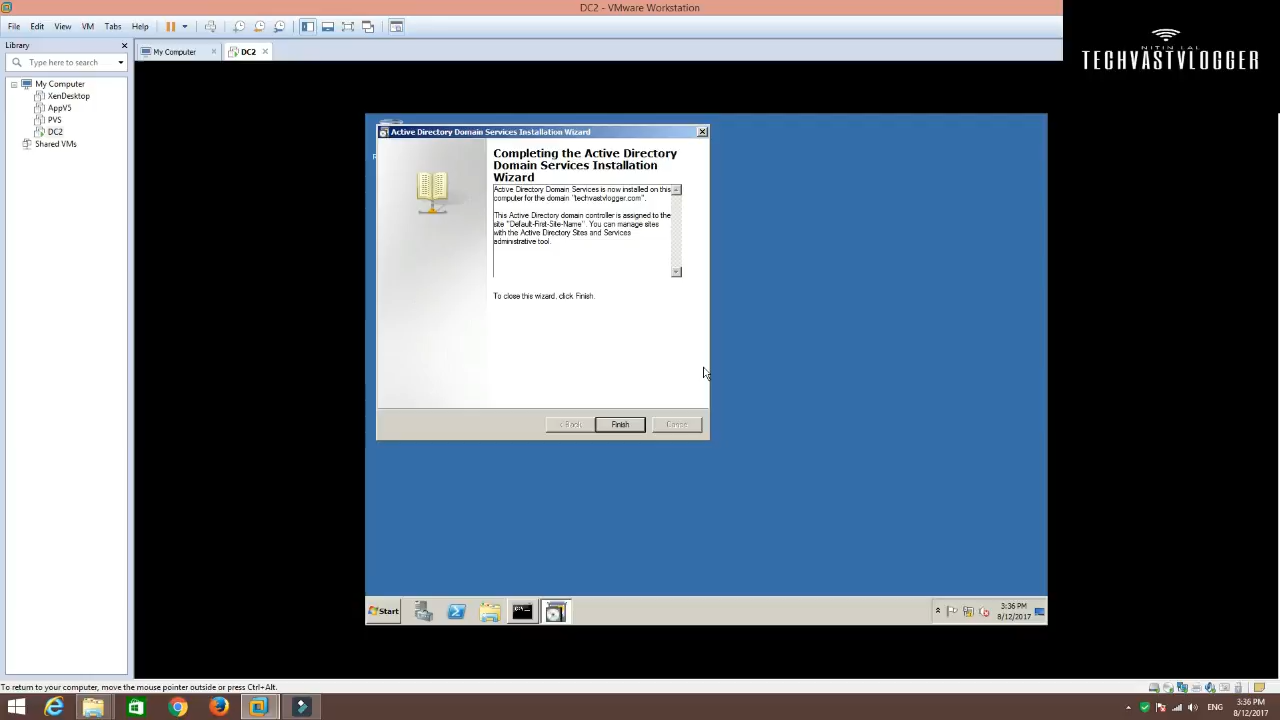 DC2 - VMware Workstation
File Edit View VM Tabs Help
NITIN LAL
TECHVASTVLOGGER
Library
My Computer
DC2
Type here to search
My Computer
XenDesktop
AppV5
PVS
DC2
Shared VMs
Active Directory Domain Services Installation Wizard
Completing the Active Directory
Domain Services Installation
Wizard
Active Directory Domain Services is now installed on this
computer for the domain "techvastvlogger.com".
This Active Directory domain controller is assigned to the
site "Default-First-Site-Name". You can manage sites
with the Active Directory Sites and Services
administrative tool.
To close this wizard, click Finish.
< Back Finish Cancel
Start
3:36 PM
8/12/2017
To return to your computer, move the mouse pointer outside or press Ctrl+Alt.
ENG
3:36 PM
8/12/2017